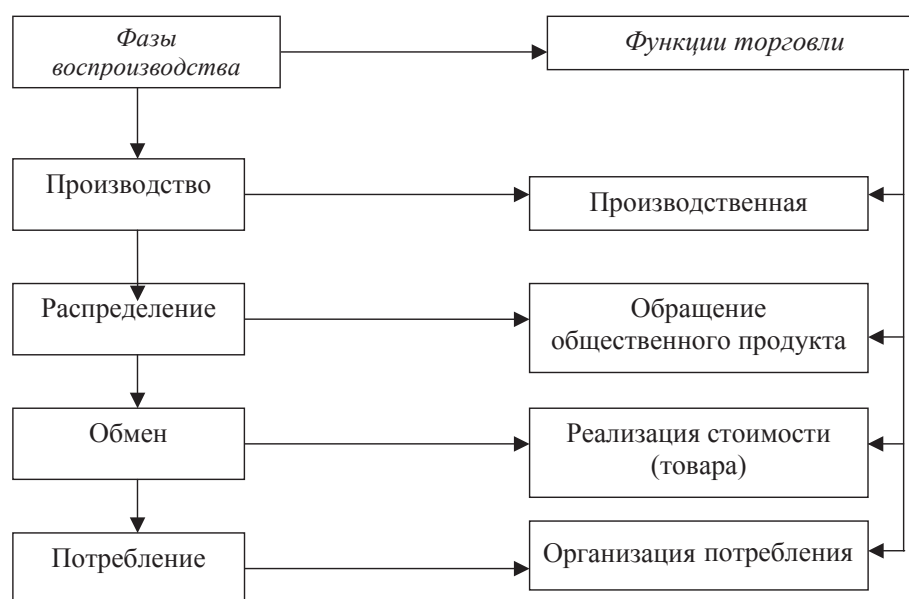 Фазы
воспроизводства
Функции торговли
Производство
Производственная
Распределение
Обращение
общественного продукта
Обмен
Реализация стоимости
(товара)
Потребление
Организация потребления